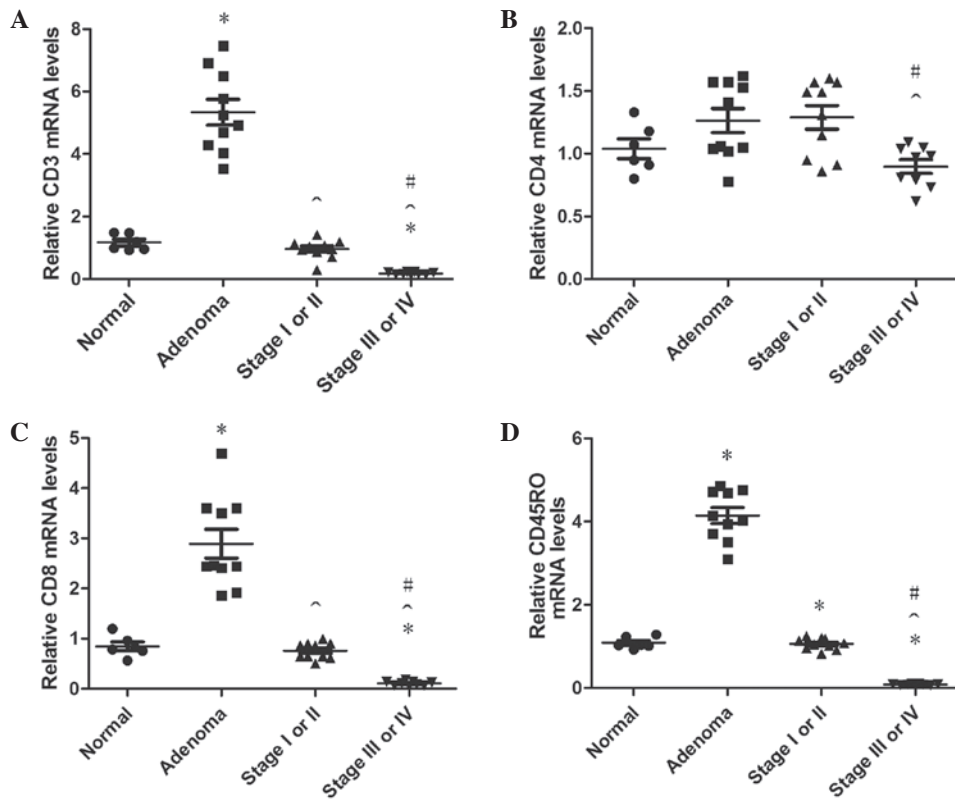 A
Relative CD3 mRNA levels
8
6
4
2
0
*
^
#
^
*
Normal
Adenoma
Stage I or II
Stage III or IV
B
Relative CD4 mRNA levels
2.0
1.5
1.0
0.5
0.0
#
^
Normal
Adenoma
Stage I or II
Stage III or IV
C
Relative CD8 mRNA levels
5
4
3
2
1
0
*
^
#
^
*
Normal
Adenoma
Stage I or II
Stage III or IV
D
Relative CD45RO
mRNA levels
6
4
2
0
*
*
#
^
*
Normal
Adenoma
Stage I or II
Stage III or IV